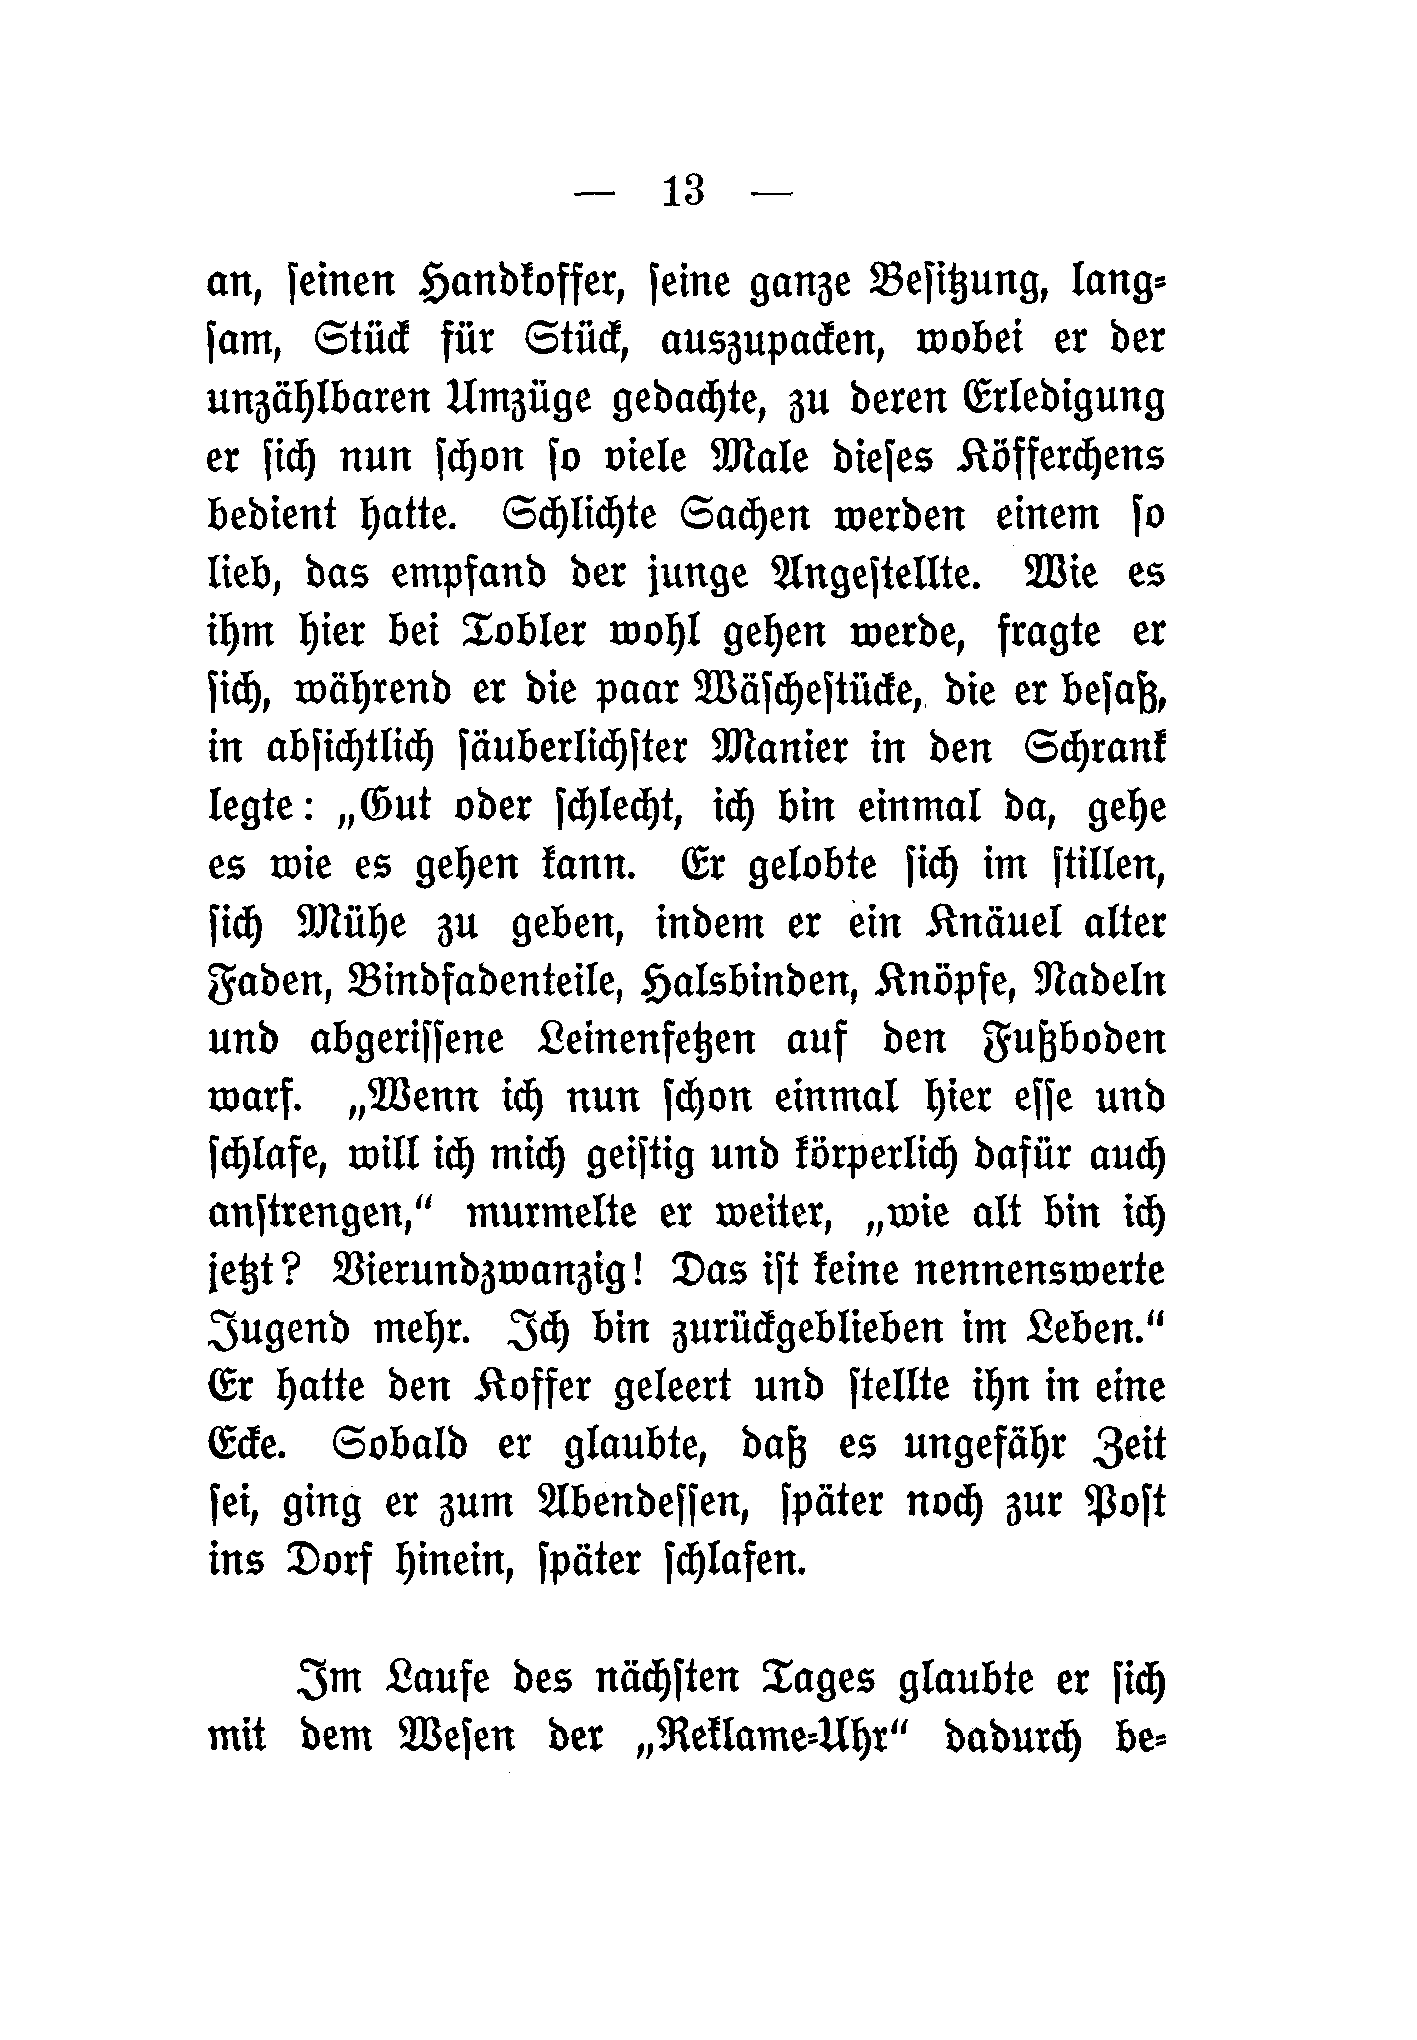 — 13 —
an, ſeinen Handkoffer, ſeine ganze Beſitzung, lang⸗
ſam, Stück für Stück, auszupacken, wobei er der
unzählbaren Umzüge gedachte, zu deren Erledigung
er ſich nun ſchon ſo viele Male dieſes Köfferchens
bedient hatte. Schlichte Sachen werden einem ſo
lieb, das empfand der junge Angeſtellte. Wie es
ihm hier bei Tobler wohl gehen werde, fragte er
ſich, während er die paar Wäſcheſtücke, die er beſaß,
in abſichtlich ſäuberlichſter Manier in den Schrank
legte: „Gut oder ſchlecht, ich bin einmal da, gehe
es wie es gehen kann. Er gelobte ſich im ſtillen,
ſich Mühe zu geben, indem er ein Knäuel alter
Faden, Bindfadenteile, Halsbinden, Knöpfe, Nadeln
und abgeriſſene Leinenfetzen auf den Fußboden
warf. „Wenn ich nun ſchon einmal hier eſſe und
ſchlafe, will ich mich geiſtig und körperlich dafür auch
anſtrengen,“ murmelte er weiter, „wie alt bin ich
jetzt? Vierundzwanzig! Das iſt keine nennenswerte
Jugend mehr. Ich bin zurückgeblieben im Leben.“
Er hatte den Koffer geleert und ſtellte ihn in eine
Ecke. Sobald er glaubte, daß es ungefähr Zeit
ſei, ging er zum Abendeſſen, ſpäter noch zur Poſt
ins Dorf hinein, ſpäter ſchlafen.
Im Laufe des nächſten Tages glaubte er ſich
mit dem Weſen der „Reklame⸗Uhr“ dadurch be⸗